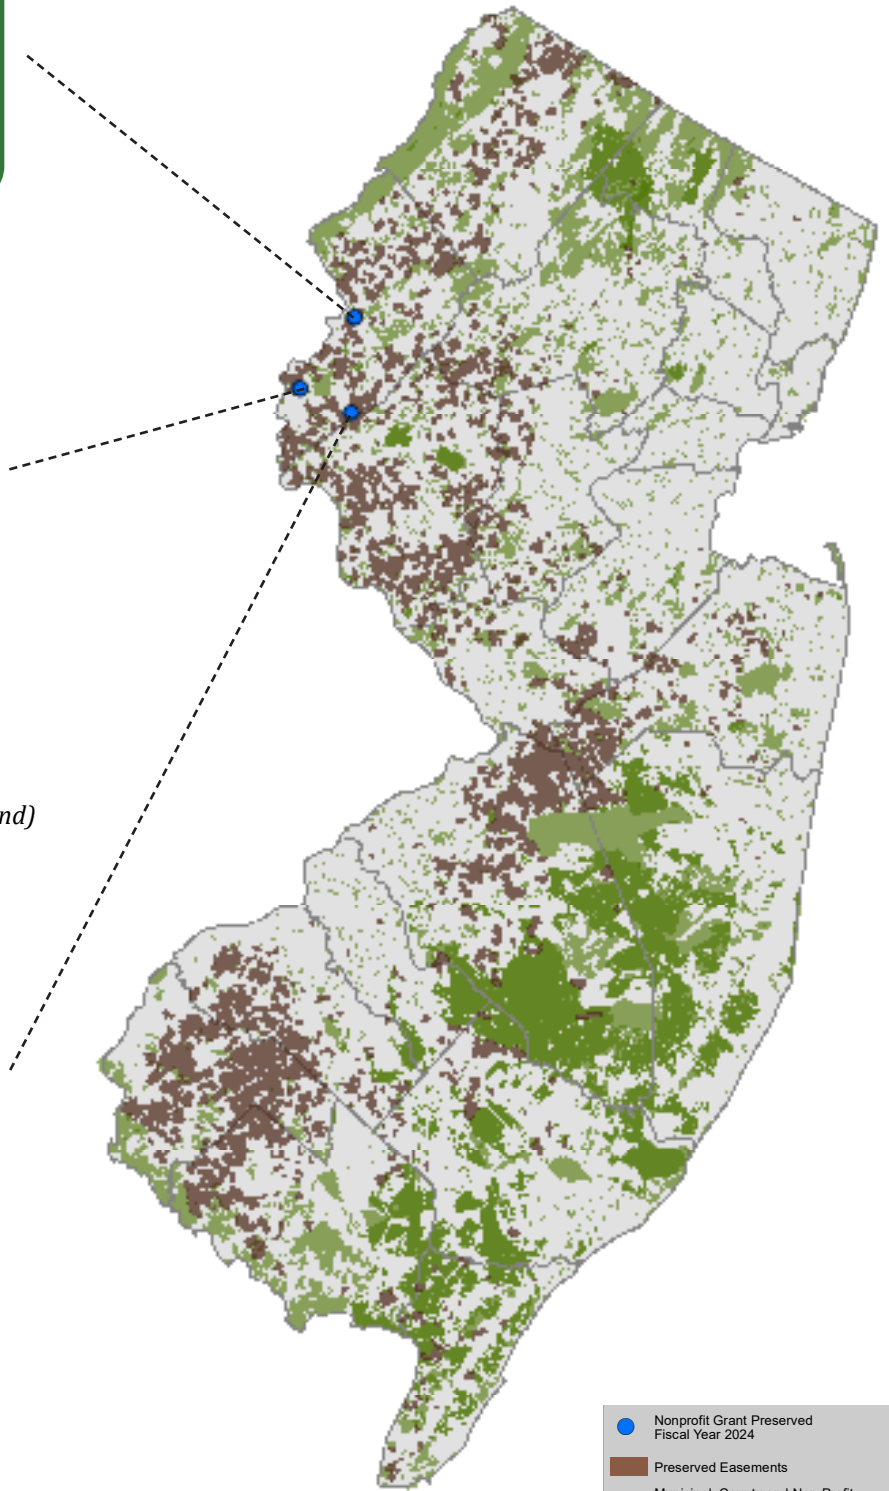 nd)
Nonprofit Grant Preserved
Fiscal Year 2024
Preserved Easements